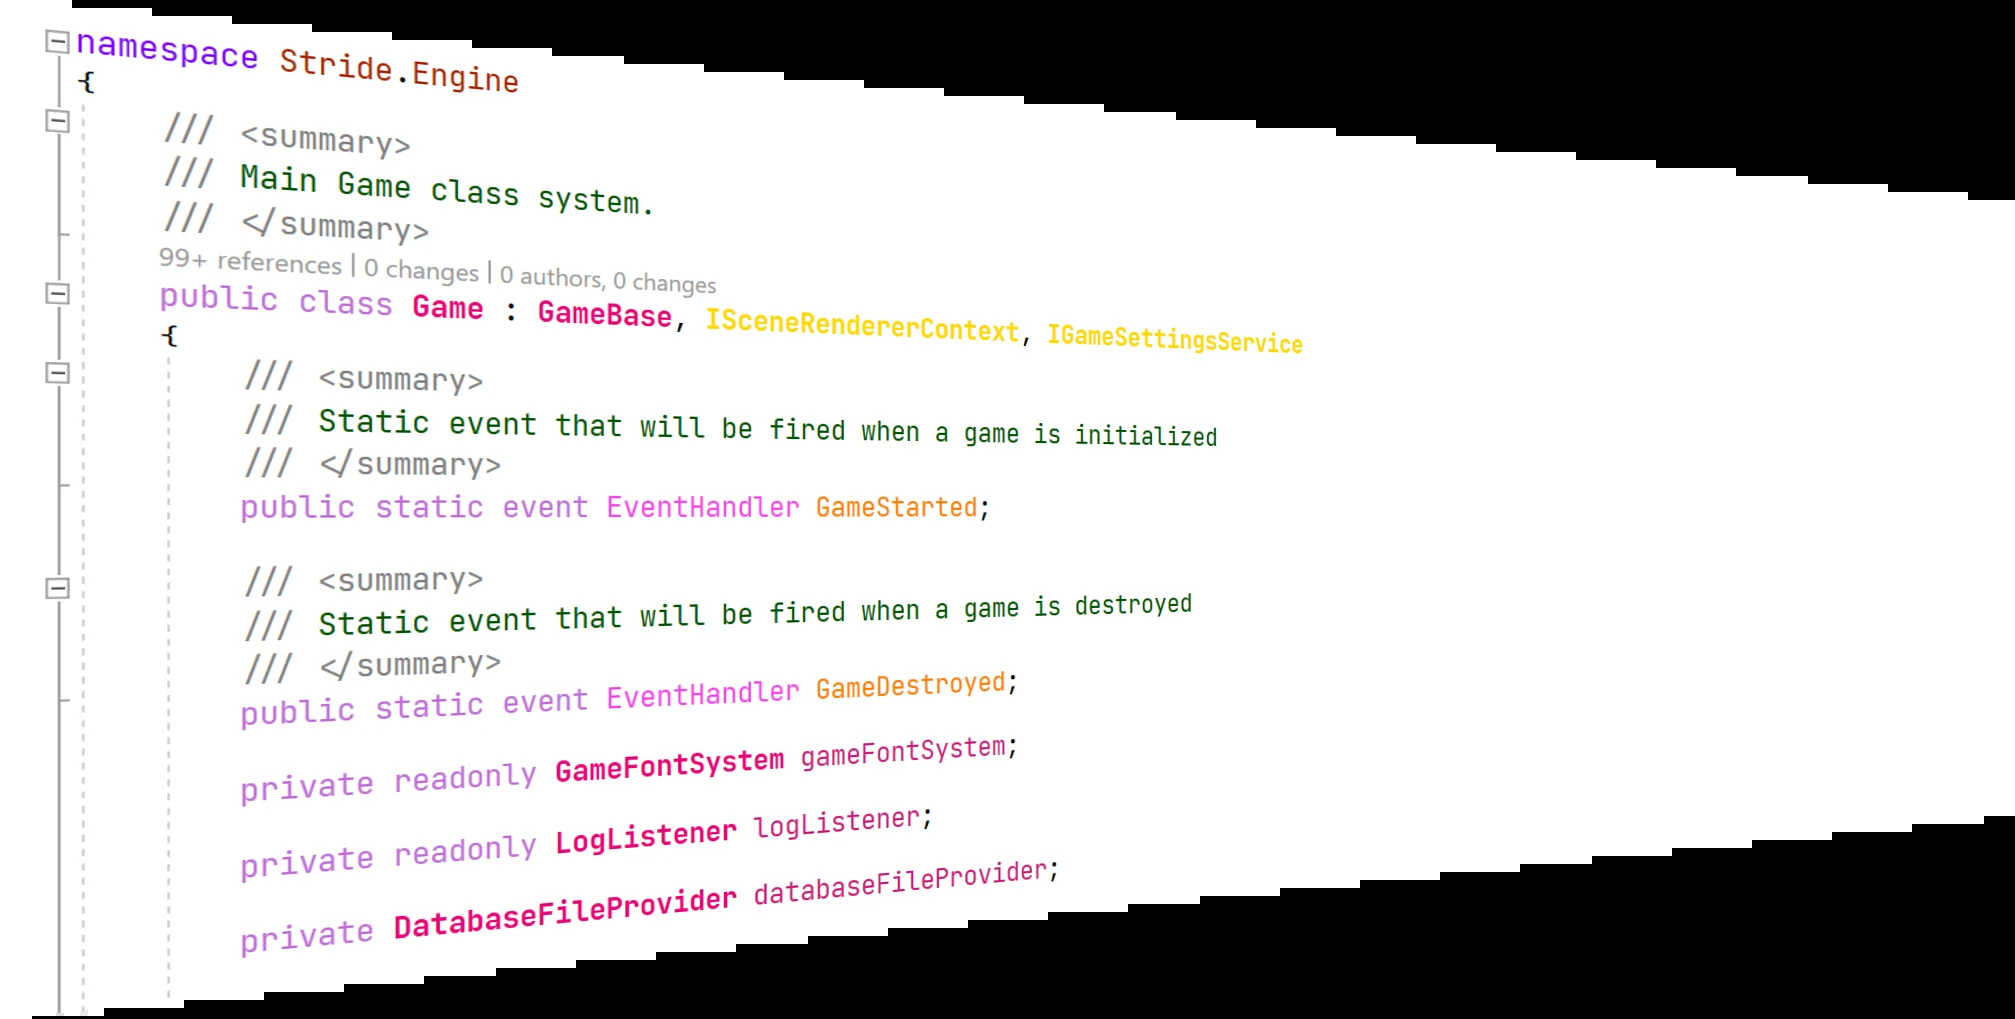 namespace Stride.Engine
{
/// <summary>
/// Main Game class system.
/// </summary>
99+ references | 0 changes | 0 authors, 0 changes
public class Game : GameBase, ISceneRendererContext, IGameSettingsService
{
/// <summary>
/// Static event that will be fired when a game is initialized
/// </summary>
public static event EventHandler GameStarted;
/// <summary>
/// Static event that will be fired when a game is destroyed
/// </summary>
public static event EventHandler GameDestroyed;
private readonly GameFontSystem gameFontSystem;
private readonly LogListener logListener;
private DatabaseFileProvider databaseFileProvider;